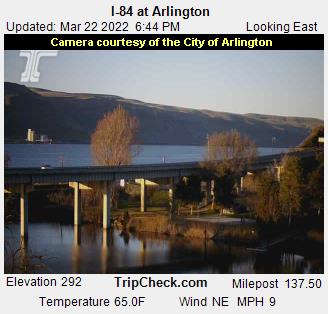 I-84 at Arlington
Updated: Mar 22 2022 6:44 PM Looking East
Camera courtesy of the City of Arlington
Elevation 292 TripCheck.com Milepost 137.50
Temperature 65.0F Wind NE MPH 9